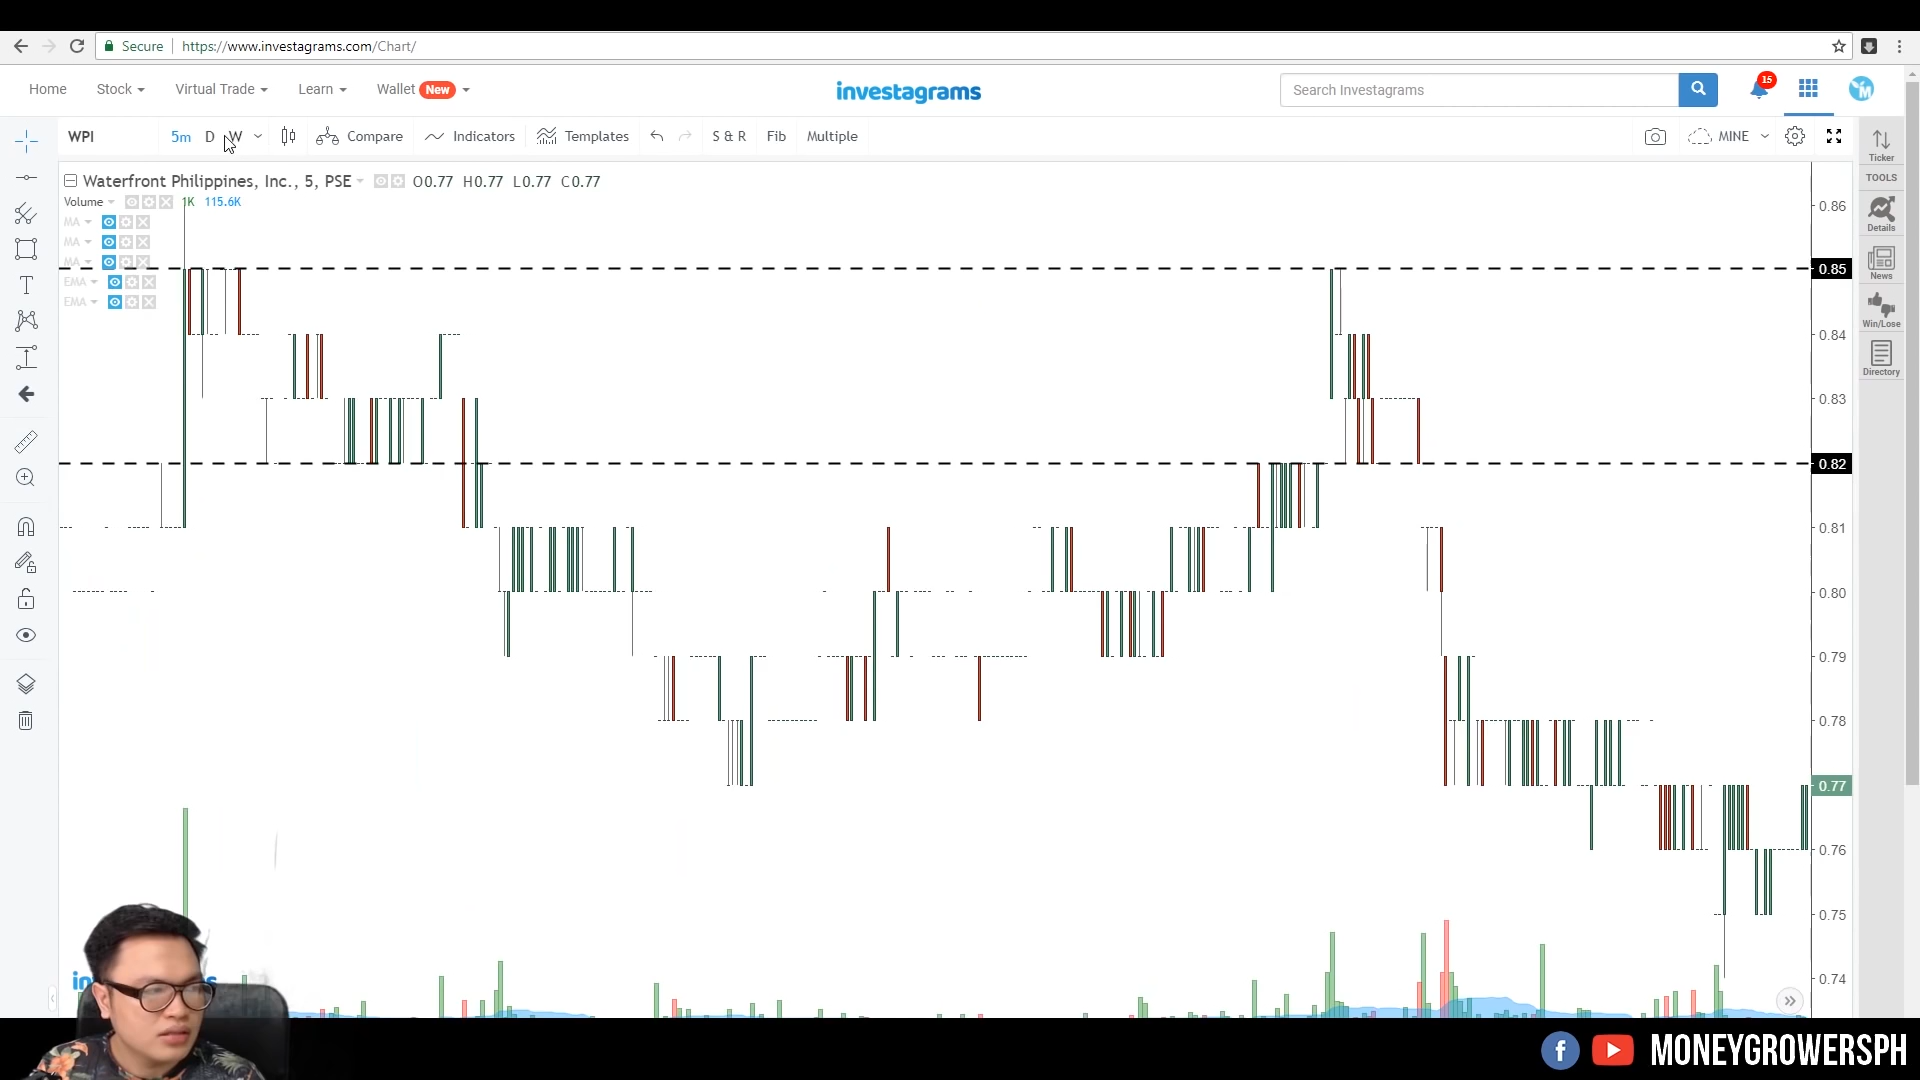 Secure https://www.investagrams.com/Chart/
Home Stock Virtual Trade Learn Wallet New investagrams Search Investagrams 15
WPI 5m D W Compare Indicators Templates S & R Fib Multiple MINE
Ticker
TOOLS
Details
News
Win/Lose
Directory
Waterfront Philippines, Inc., 5, PSE O0.77 H0.77 L0.77 C0.77
Volume 1K 115.6K
MA
MA
MA
EMA
EMA
0.86
0.85
0.84
0.83
0.82
0.81
0.80
0.79
0.78
0.77
0.76
0.75
0.74
MONEYGROWERSPH